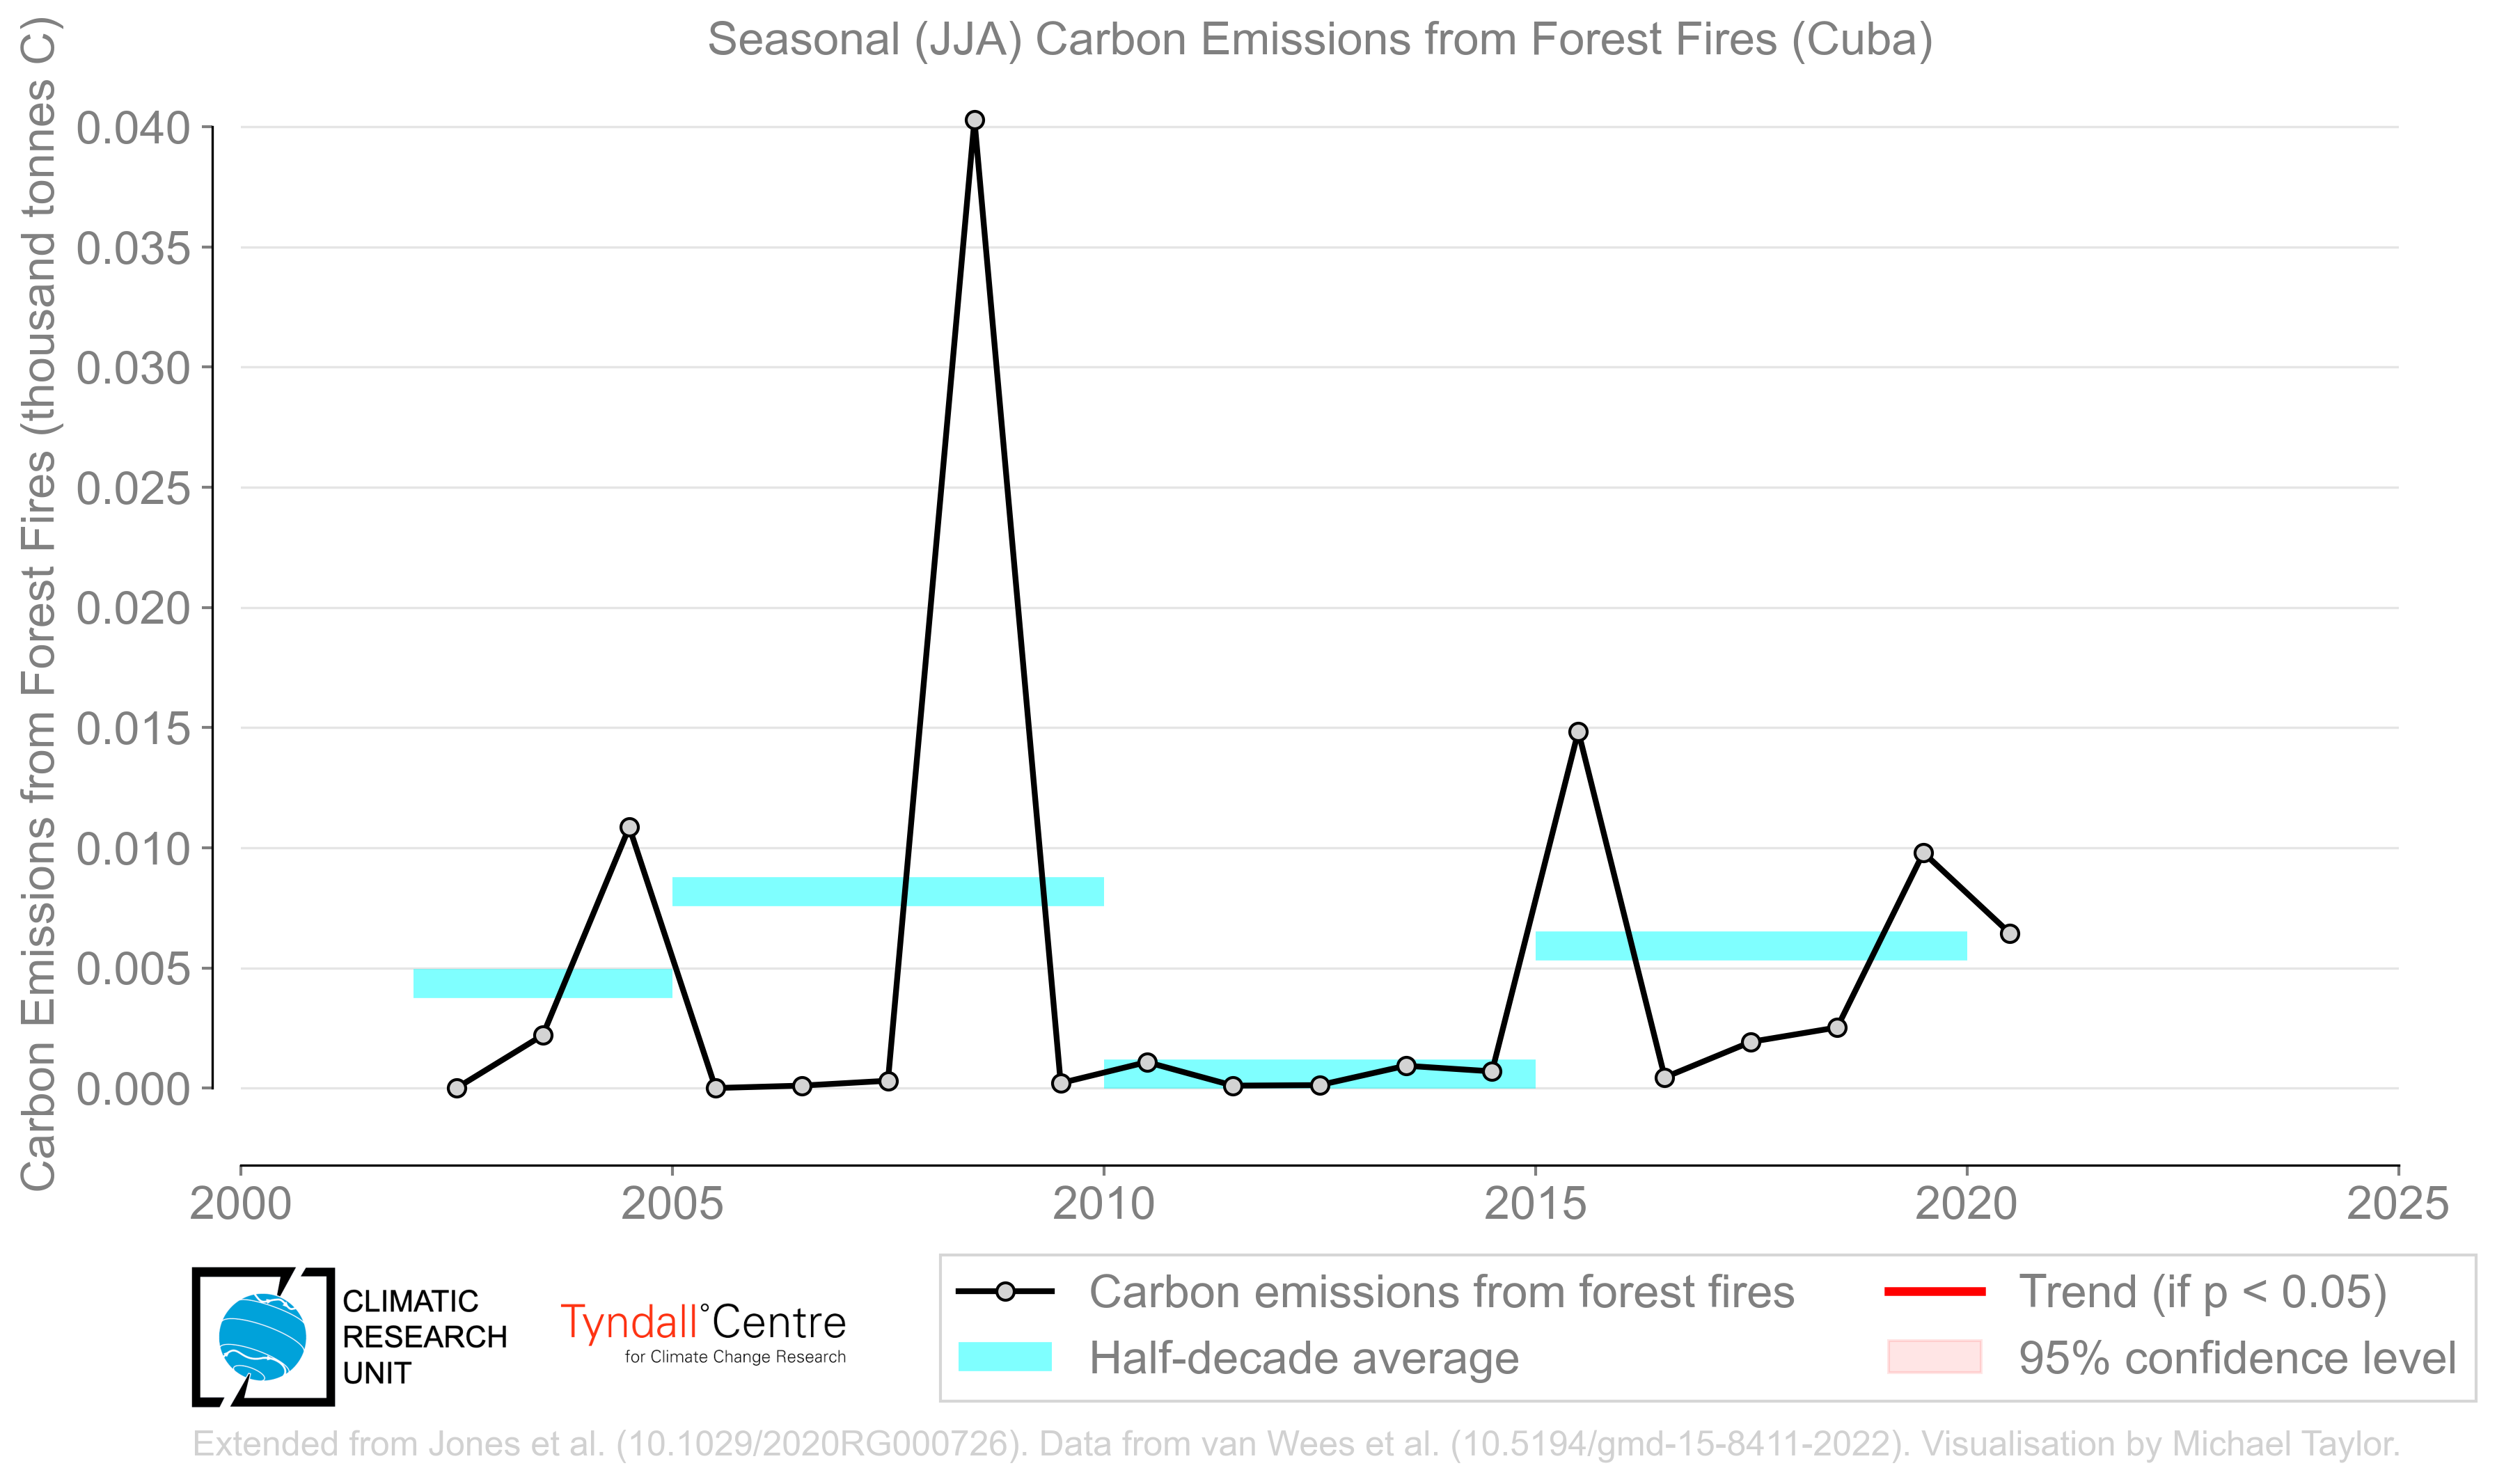 Seasonal (JJA) Carbon Emissions from Forest Fires (Cuba)
Carbon Emissions from Forest Fires (thousand tonnes C)
0.040
0.035
0.030
0.025
0.020
0.015
0.010
0.005
0.000
2000 2005 2010 2015 2020 2025
CLIMATIC
RESEARCH
UNIT
Tyndall°Centre
for Climate Change Research
Carbon emissions from forest fires
Half-decade average
Trend (if p < 0.05)
95% confidence level
Extended from Jones et al. (10.1029/2020RG000726). Data from van Wees et al. (10.5194/gmd-15-8411-2022). Visualisation by Michael Taylor.